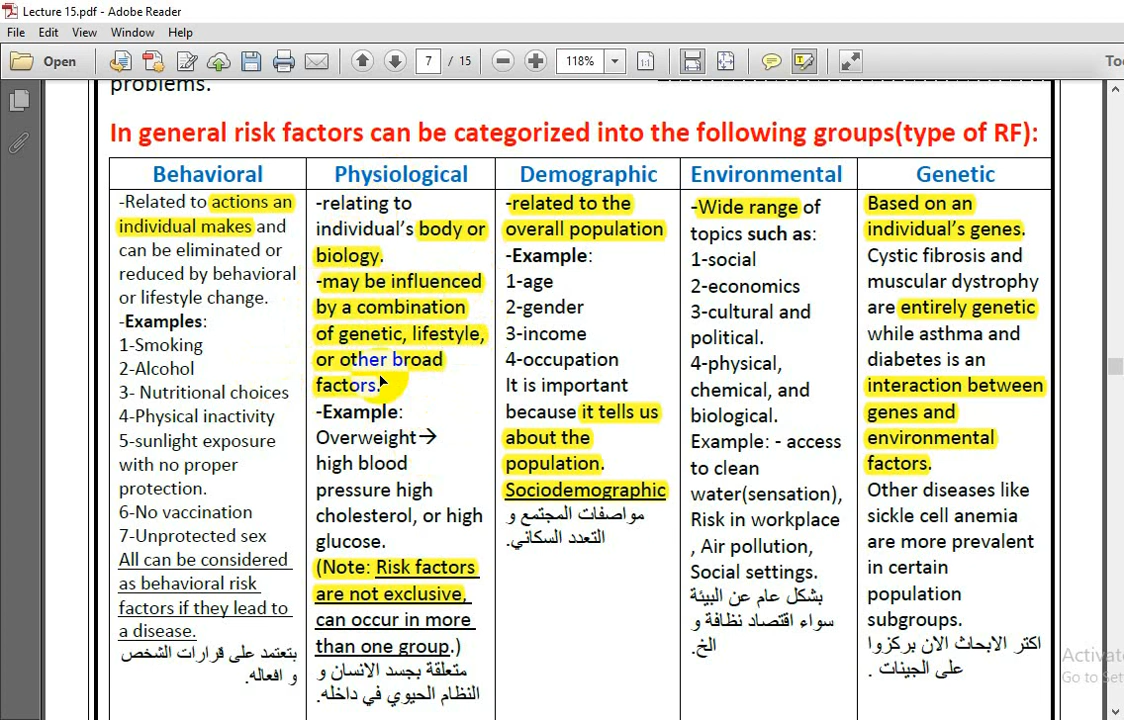 Lecture 15.pdf - Adobe Reader
File Edit View Window Help
Open
7 / 15
118%
problems.
In general risk factors can be categorized into the following groups(type of RF):
Behavioral
-Related to actions an
individual makes and
can be eliminated or
reduced by behavioral
or lifestyle change.
-Examples:
1-Smoking
2-Alcohol
3- Nutritional choices
4-Physical inactivity
5-sunlight exposure
with no proper
protection.
6-No vaccination
7-Unprotected sex
All can be considered
as behavioral risk
factors if they lead to
a disease.
بتعتمد على قرارات الشخص
و افعاله.
Physiological
-relating to
individual’s body or
biology.
-may be influenced
by a combination
of genetic, lifestyle,
or other broad
factors.
-Example:
Overweight→
high blood
pressure high
cholesterol, or high
glucose.
(Note: Risk factors
are not exclusive,
can occur in more
than one group.)
متعلقة بجسد الانسان و
النظام الحيوي في داخله.
Demographic
-related to the
overall population
-Example:
1-age
2-gender
3-income
4-occupation
It is important
because it tells us
about the
population.
Sociodemographic
مواصفات المجتمع و
التعدد السكاني.
Environmental
-Wide range of
topics such as:
1-social
2-economics
3-cultural and
political.
4-physical,
chemical, and
biological.
Example: - access
to clean
water(sensation),
Risk in workplace
, Air pollution,
Social settings.
بشكل عام عن البيئة
سواء اقتصاد نظافة و
الخ.
Genetic
Based on an
individual’s genes.
Cystic fibrosis and
muscular dystrophy
are entirely genetic
while asthma and
diabetes is an
interaction between
genes and
environmental
factors.
Other diseases like
sickle cell anemia
are more prevalent
in certain
population
subgroups.
اكتر الابحاث الان بركزوا
على الجينات .
Activat
Go to Set